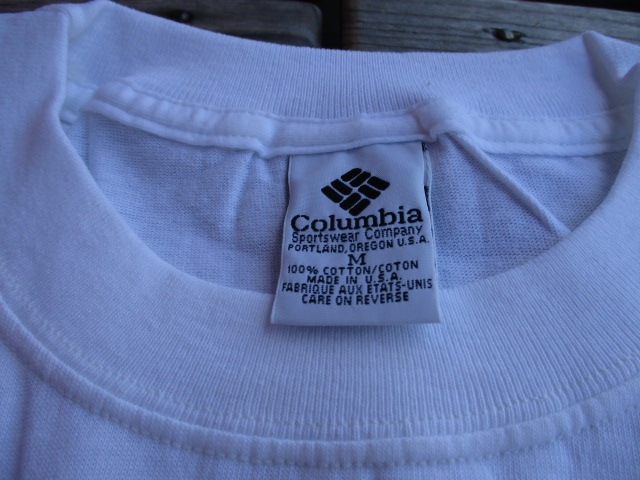 Columbia
Sportswear Company
PORTLAND, OREGON U.S.A.
M
100% COTTON/COTON
MADE IN U.S.A.
FABRIQUE AUX ETATS-UNIS
CARE ON REVERSE